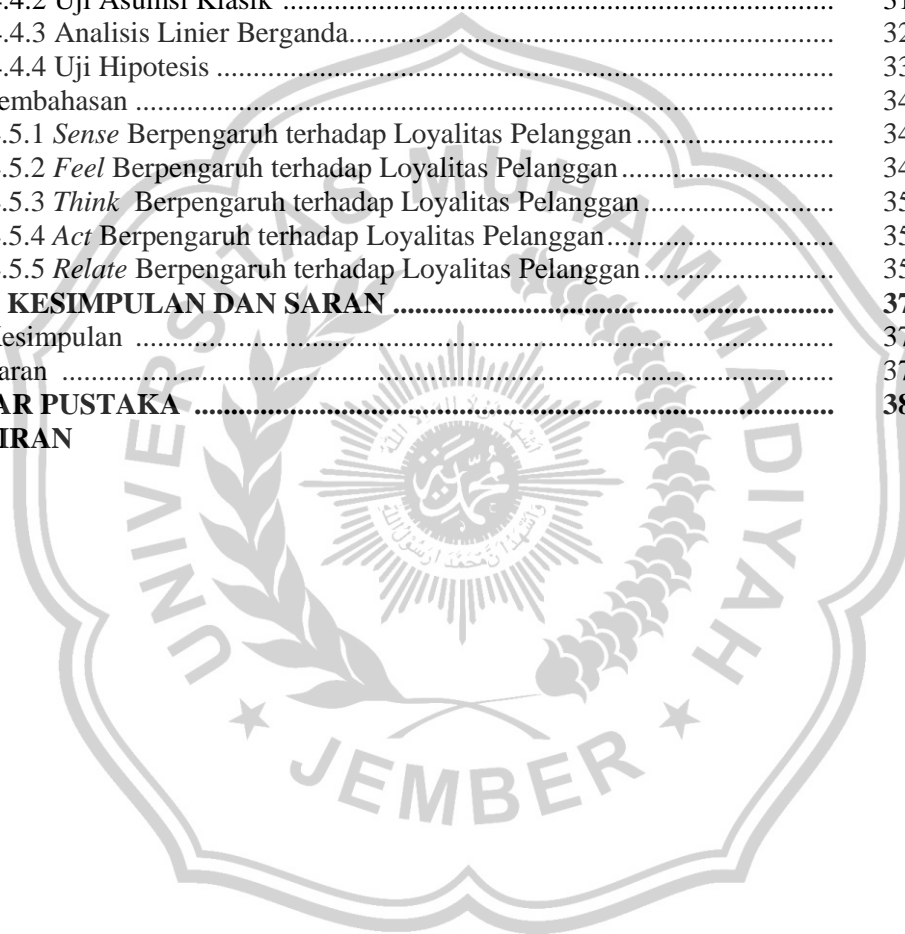 .4.2 Uji Asumsi Klasik ........ 31
.4.3 Analisis Linier Berganda........ 32
.4.4 Uji Hipotesis ........ 33
embahasan ........ 34
.5.1 Sense Berpengaruh terhadap Loyalitas Pelanggan ........ 34
.5.2 Feel Berpengaruh terhadap Loyalitas Pelanggan ........ 34
.5.3 Think Berpengaruh terhadap Loyalitas Pelanggan ........ 35
.5.4 Act Berpengaruh terhadap Loyalitas Pelanggan........ 35
.5.5 Relate Berpengaruh terhadap Loyalitas Pelanggan ........ 35
KESIMPULAN DAN SARAN ........ 37
esimpulan ........ 37
aran ........ 37
AR PUSTAKA ........ 38
IRAN
UNIVERSITAS MUHAMMADIYAH
JEMBER